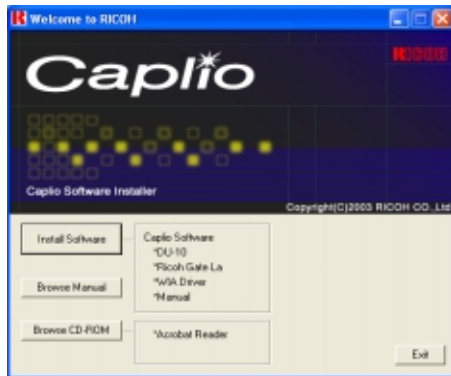 Welcome to RICOH
RICOH
Caplio
Caplio Software Installer
Copyright(C)2003 RICOH CO.,Ltd
Install Software
Caplio Software
*DU-10
*Ricoh Gate La
*WIA Driver
*Manual
Browse Manual
Browse CD-ROM
*Acrobat Reader
Exit